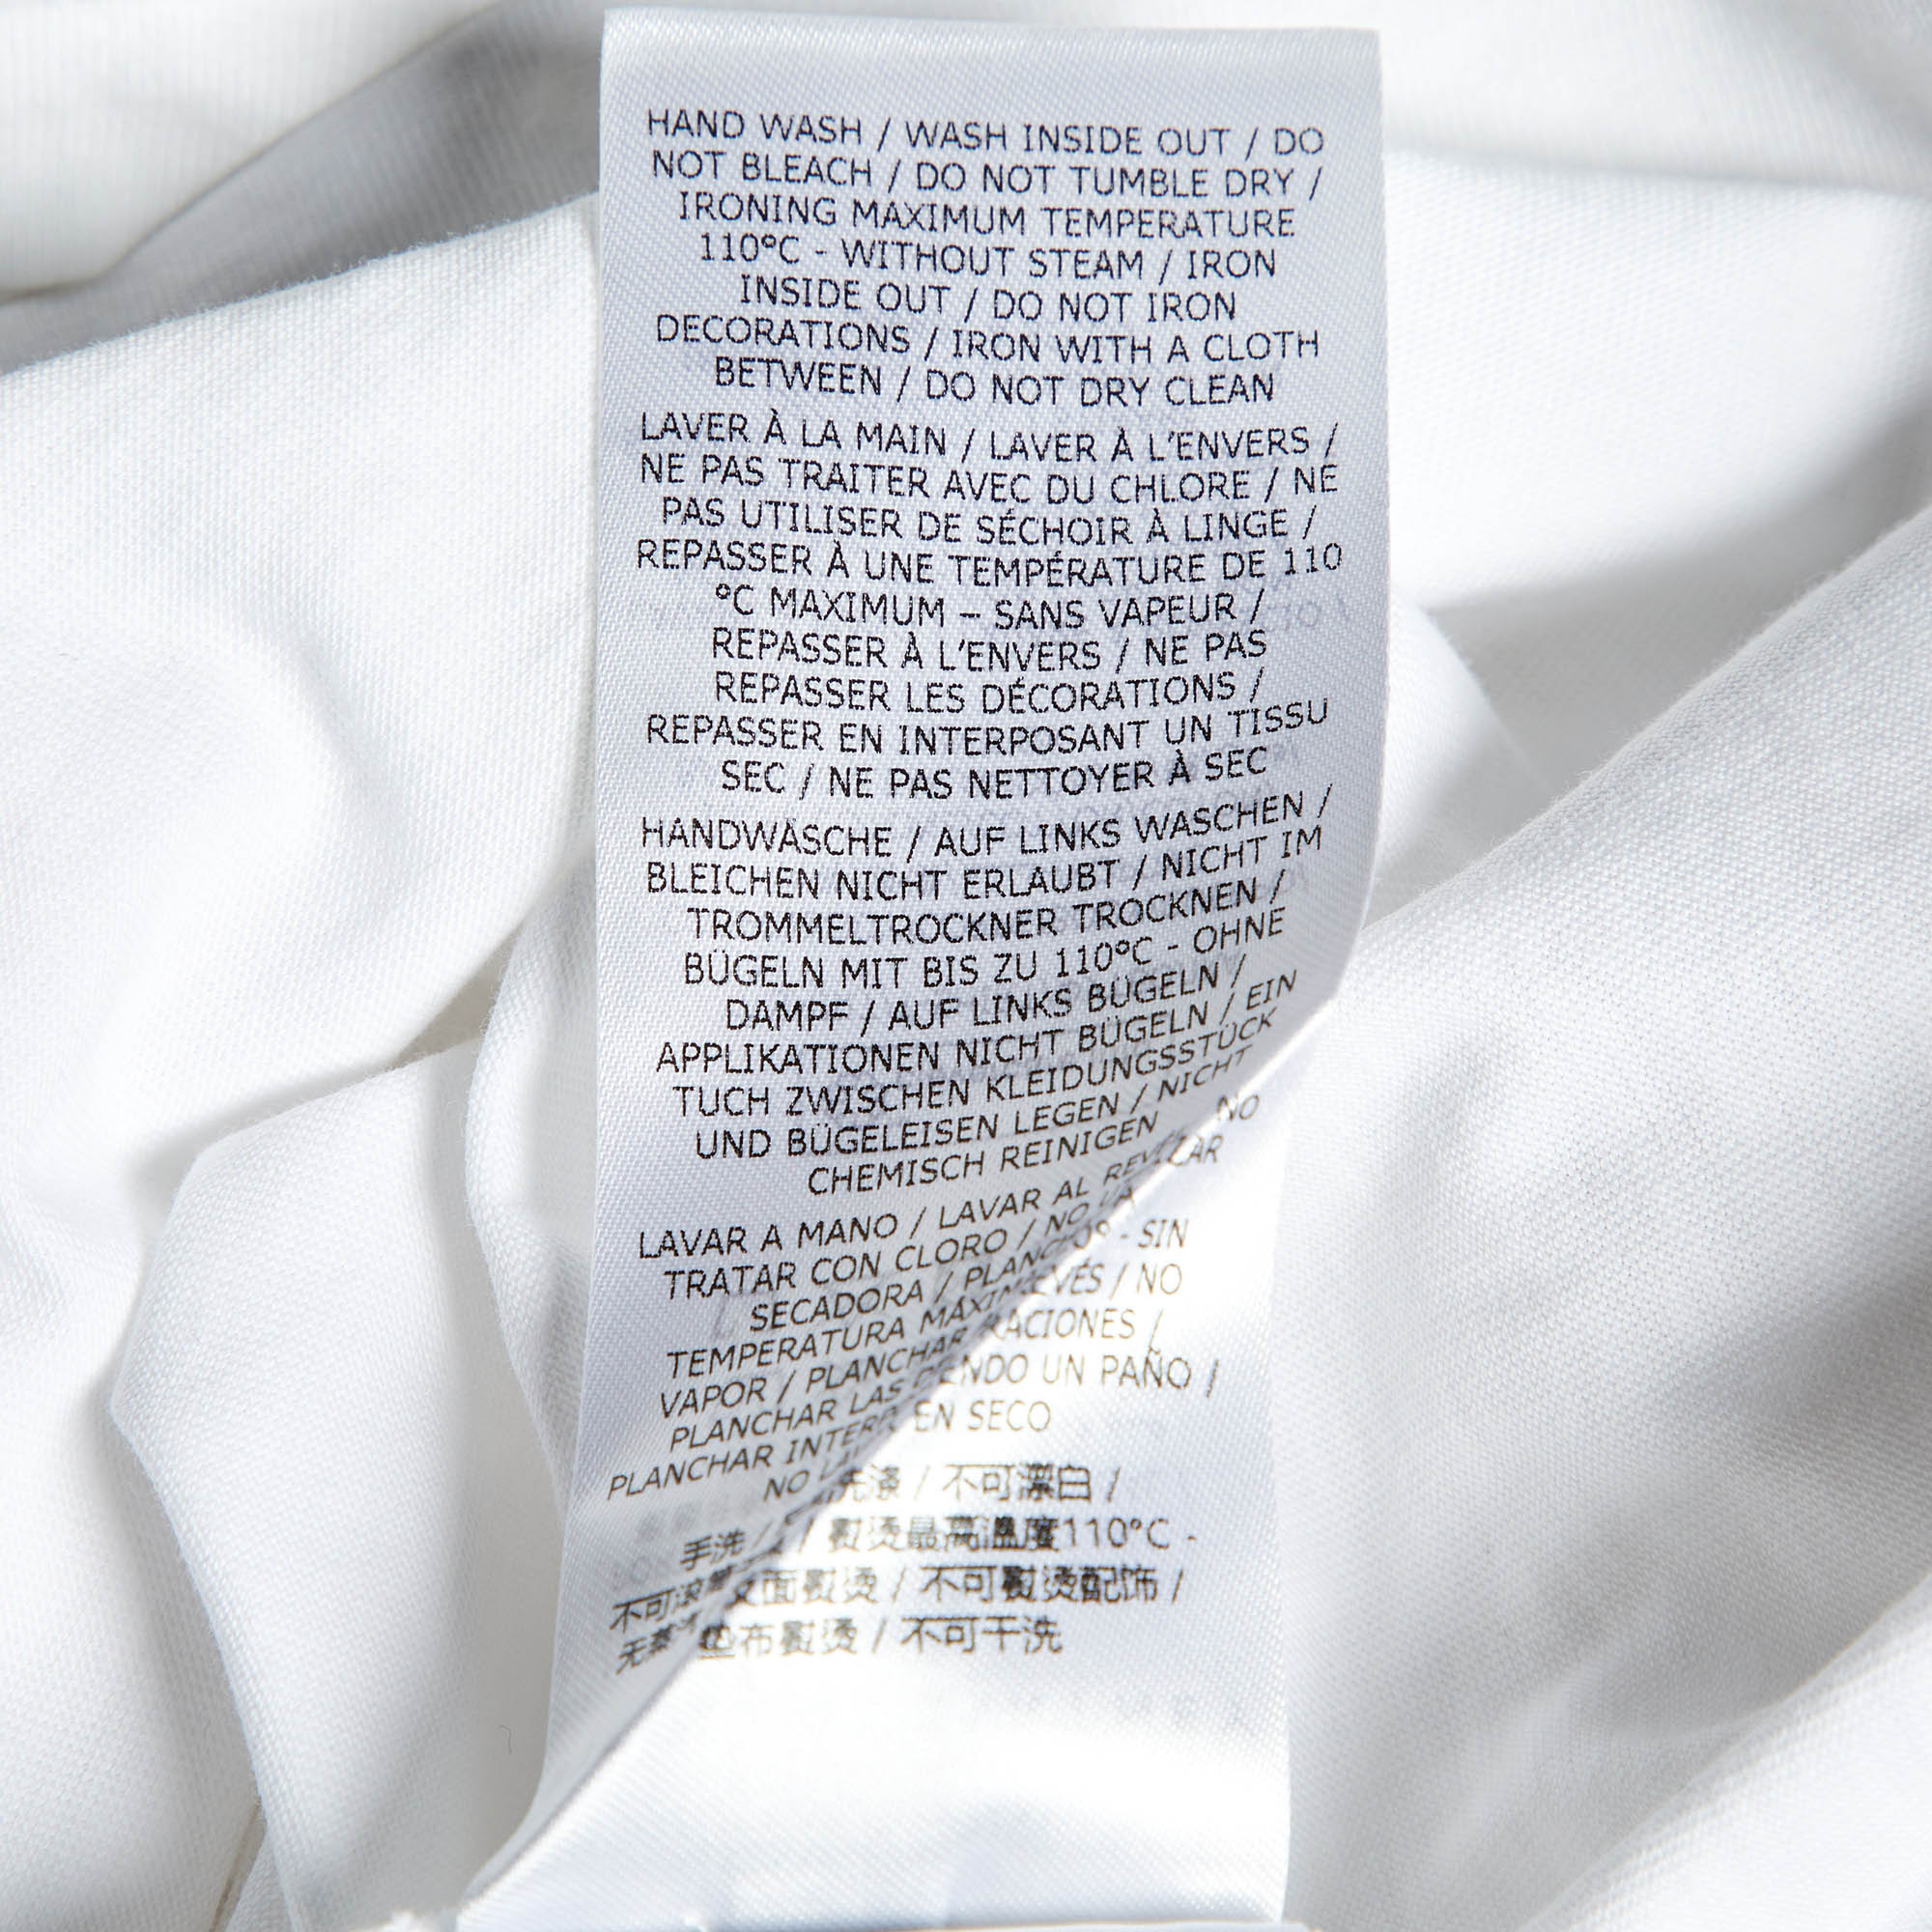 HAND WASH / WASH INSIDE OUT / DO
NOT BLEACH / DO NOT TUMBLE DRY /
IRONING MAXIMUM TEMPERATURE
110°C - WITHOUT STEAM / IRON
INSIDE OUT / DO NOT IRON
DECORATIONS / IRON WITH A CLOTH
BETWEEN / DO NOT DRY CLEAN
LAVER À LA MAIN / LAVER À L'ENVERS /
NE PAS TRAITER AVEC DU CHLORE / NE
PAS UTILISER DE SÉCHOIR À LINGE /
REPASSER À UNE TEMPÉRATURE DE 110
°C MAXIMUM – SANS VAPEUR /
REPASSER À L'ENVERS / NE PAS
REPASSER LES DÉCORATIONS /
REPASSER EN INTERPOSANT UN TISSU
SEC / NE PAS NETTOYER À SEC
HANDWÄSCHE / AUF LINKS WASCHEN /
BLEICHEN NICHT ERLAUBT / NICHT IM
TROMMELTROCKNER TROCKNEN /
BÜGELN MIT BIS ZU 110°C - OHNE
DAMPF / AUF LINKS BÜGELN /
APPLIKATIONEN NICHT BÜGELN / EIN
TUCH ZWISCHEN KLEIDUNGSSTÜCK
UND BÜGELEISEN LEGEN / NICHT
CHEMISCH REINIGEN
LAVAR A MANO / LAVAR AL NO
TRATAR CON CLORO / NO
SECADORA / - SIN
TEMPERATURA / NO
VAPOR / PLANCHAR /
PLANCHAR LAS UN PAÑO /
PLANCHAR EN SECO
NO / 不可漂白 /
手洗 / / 熨烫最高温度110°C -
不可 面熨烫 / 不可熨烫配饰 /
垫布熨烫 / 不可干洗